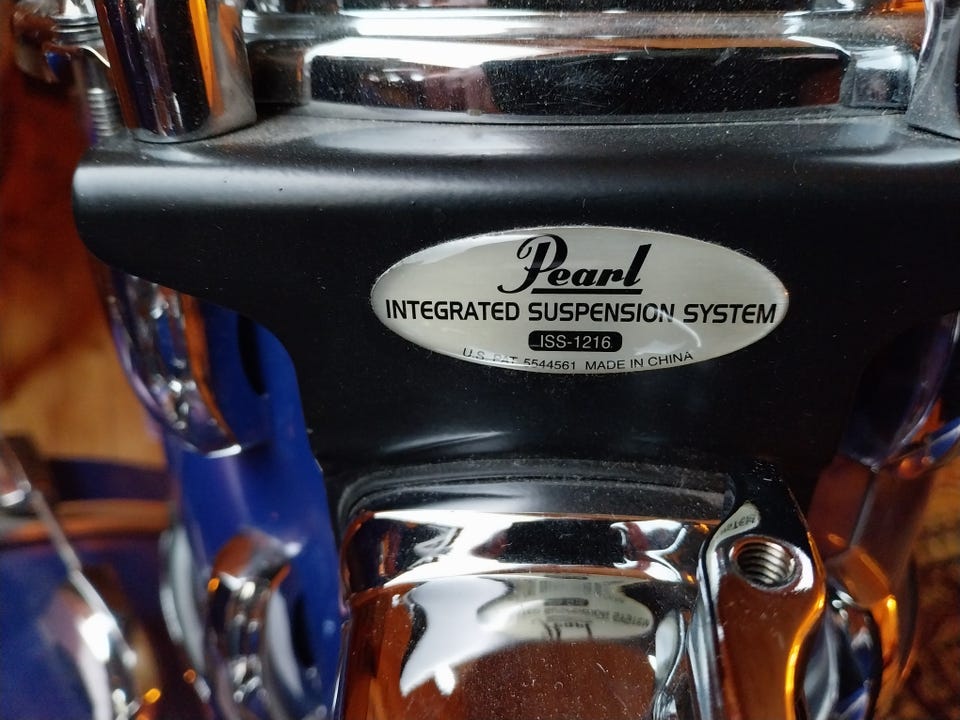 Pearl
INTEGRATED SUSPENSION SYSTEM
ISS-1216
U.S. PAT 5544561 MADE IN CHINA